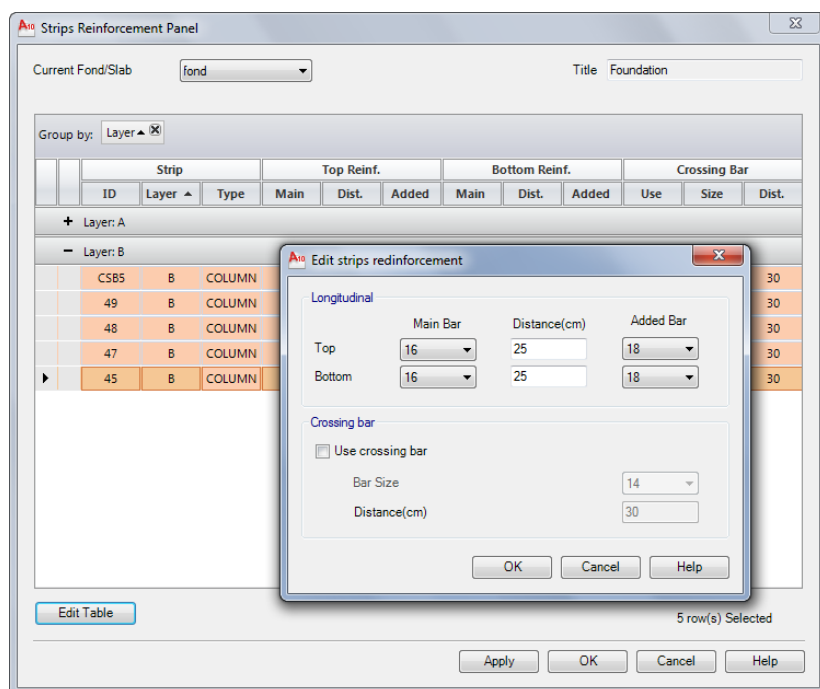 A10 Strips Reinforcement Panel
Current Fond/Slab fond Title Foundation
Group by: Layer
Strip Top Reinf. Bottom Reinf. Crossing Bar
ID Layer Type Main Dist. Added Main Dist. Added Use Size Dist.
+ Layer: A
− Layer: B
A10 Edit strips redinforcement
CSB5 B COLUMN 30
Longitudinal
49 B COLUMN 30
Main Bar Distance(cm) Added Bar
48 B COLUMN 30
Top 16 25 18
47 B COLUMN 30
Bottom 16 25 18
45 B COLUMN 30
Crossing bar
Use crossing bar
Bar Size 14
Distance(cm) 30
OK Cancel Help
Edit Table 5 row(s) Selected
Apply OK Cancel Help